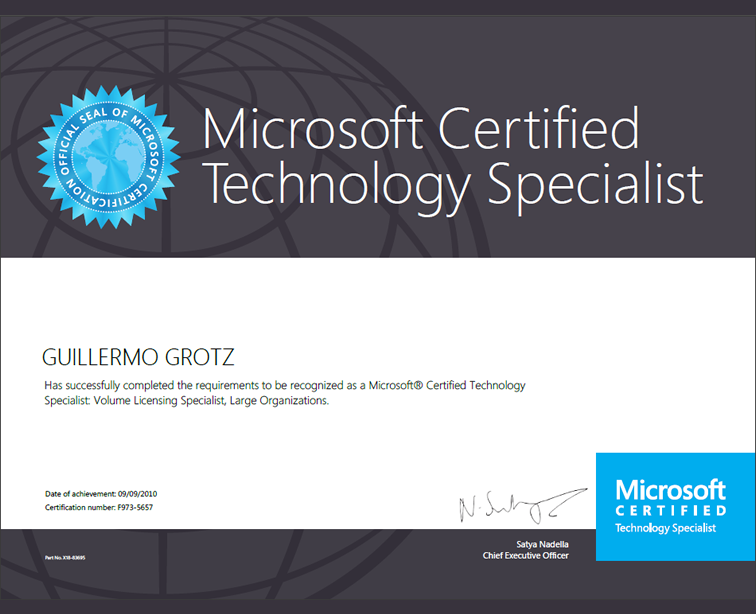 OFFICIAL SEAL OF MICROSOFT CERTIFICATION
Microsoft Certified
Technology Specialist
GUILLERMO GROTZ
Has successfully completed the requirements to be recognized as a Microsoft® Certified Technology
Specialist: Volume Licensing Specialist, Large Organizations.
Date of achievement: 09/09/2010
Certification number: F973-5657
Part No. X18-83695
Satya Nadella
Chief Executive Officer
Microsoft
CERTIFIED
Technology Specialist